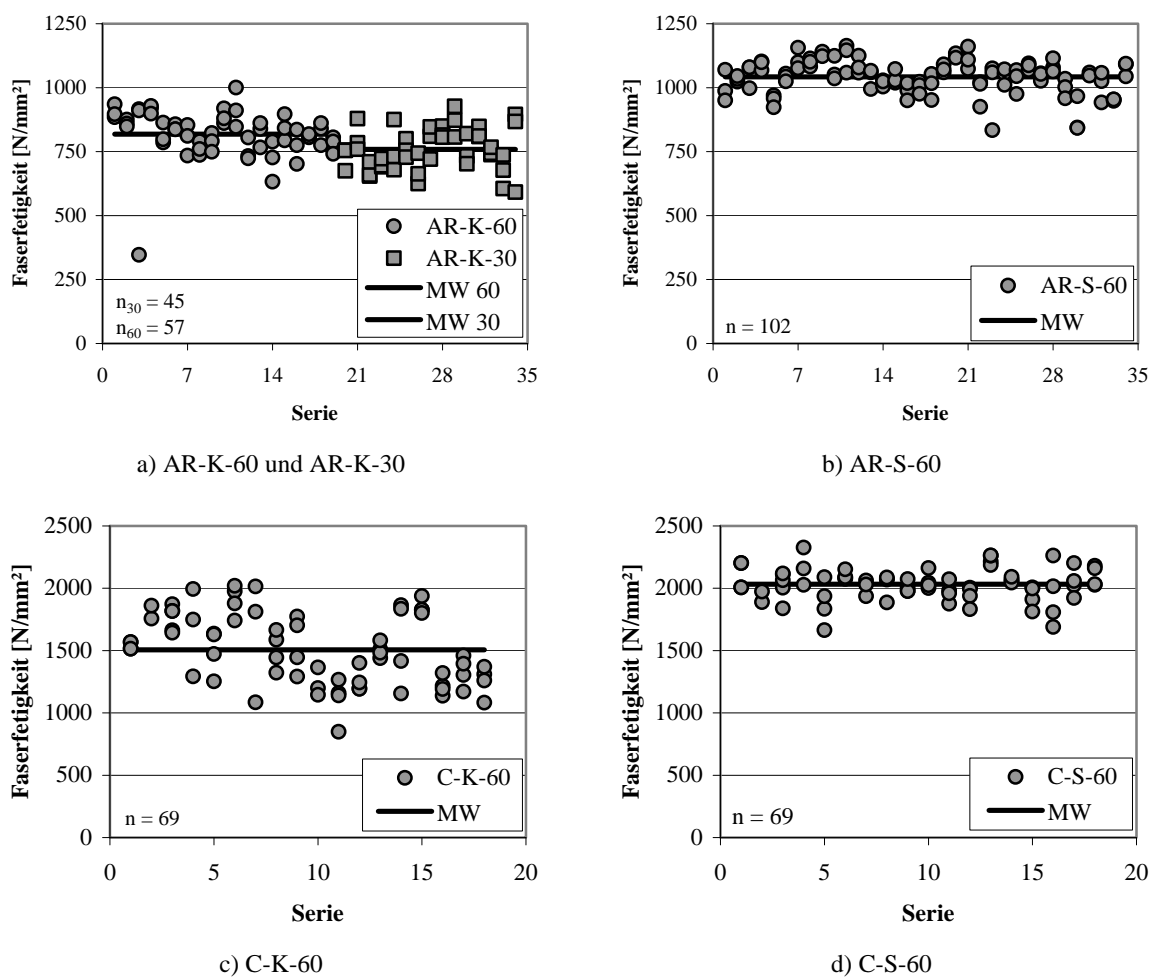 1250
1000
750
500
250
0
Faserfetigkeit [N/mm²]
AR-K-60
AR-K-30
MW 60
MW 30
n30 = 45
n60 = 57
0 7 14 21 28 35
Serie
a) AR-K-60 und AR-K-30
1250
1000
750
500
250
0
Faserfetigkeit [N/mm²]
AR-S-60
MW
n = 102
0 7 14 21 28 35
Serie
b) AR-S-60
2500
2000
1500
1000
500
0
Faserfetigkeit [N/mm²]
C-K-60
MW
n = 69
0 5 10 15 20
Serie
c) C-K-60
2500
2000
1500
1000
500
0
Faserfetigkeit [N/mm²]
C-S-60
MW
n = 69
0 5 10 15 20
Serie
d) C-S-60